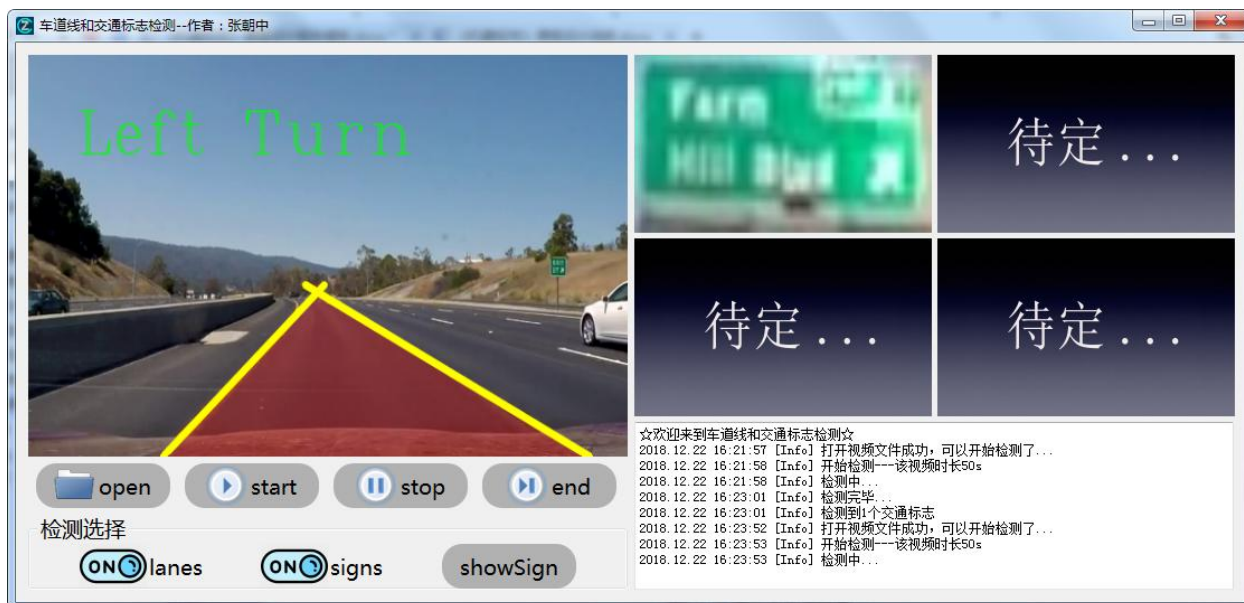 车道线和交通标志检测--作者：张朝中
Left Turn
Farm
Hill Blvd
待定...
待定...
待定...
☆欢迎来到车道线和交通标志检测☆
2018.12.22 16:21:57 [Info] 打开视频文件成功，可以开始检测了...
2018.12.22 16:21:58 [Info] 开始检测---该视频时长50s
2018.12.22 16:21:58 [Info] 检测中...
2018.12.22 16:23:01 [Info] 检测完毕...
2018.12.22 16:23:01 [Info] 检测到1个交通标志
2018.12.22 16:23:52 [Info] 打开视频文件成功，可以开始检测了...
2018.12.22 16:23:53 [Info] 开始检测---该视频时长50s
2018.12.22 16:23:53 [Info] 检测中...
open
start
stop
end
检测选择
ON lanes
ON signs
showSign